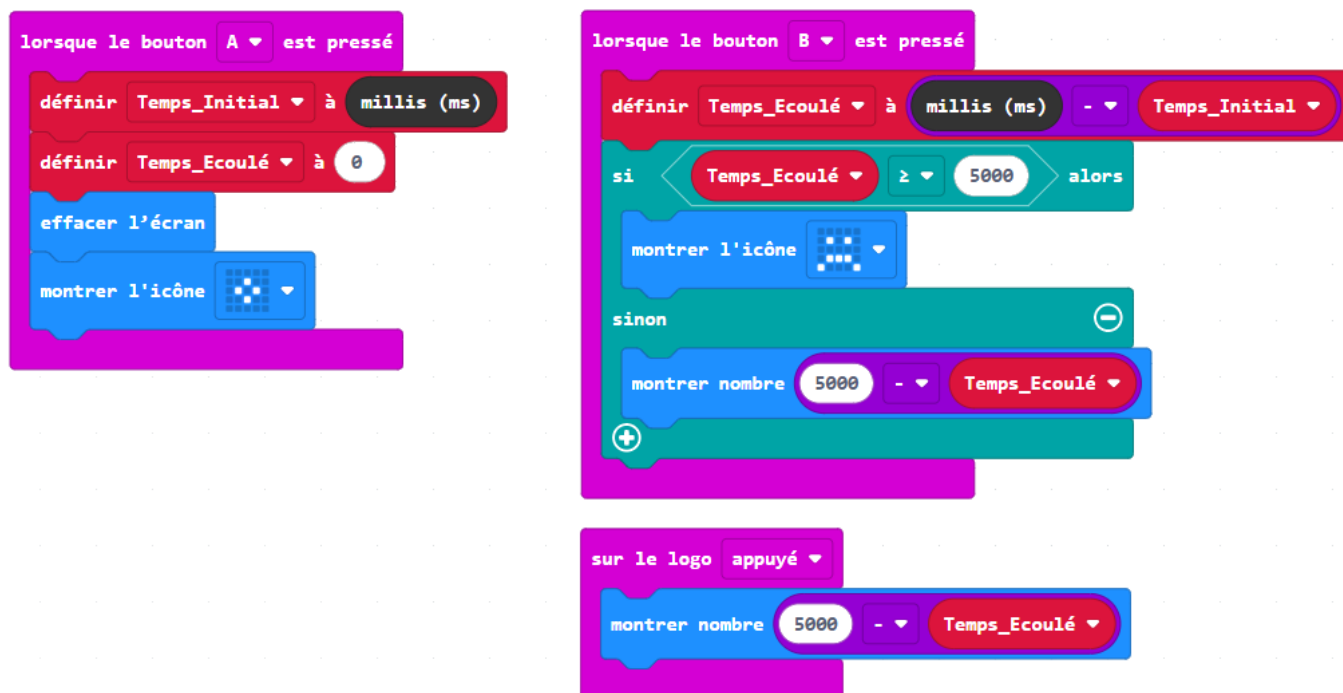 lorsque le bouton A est pressé
définir Temps_Initial à millis (ms)
définir Temps_Ecoulé à 0
effacer l'écran
montrer l'icône
lorsque le bouton B est pressé
définir Temps_Ecoulé à millis (ms) - Temps_Initial
si Temps_Ecoulé ≥ 5000 alors
montrer l'icône
sinon
montrer nombre 5000 - Temps_Ecoulé
sur le logo appuyé
montrer nombre 5000 - Temps_Ecoulé